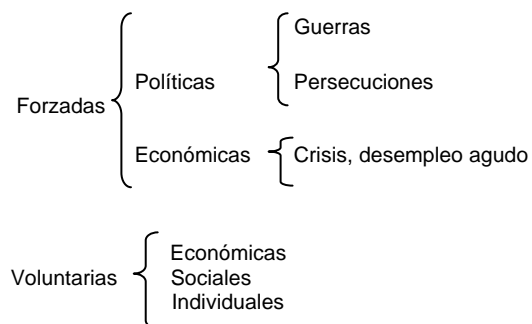 Guerras
Políticas
Persecuciones
Forzadas
Económicas
Crisis, desempleo agudo
Económicas
Voluntarias
Sociales
Individuales